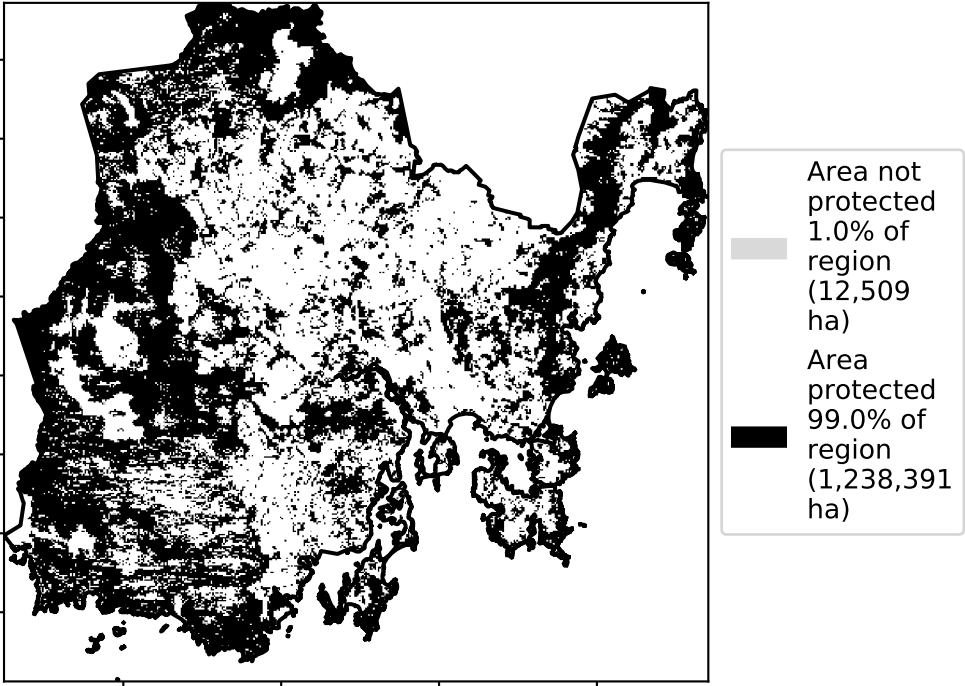 Area not
protected
1.0% of
region
(12,509
ha)
Area
protected
99.0% of
region
(1,238,391
ha)